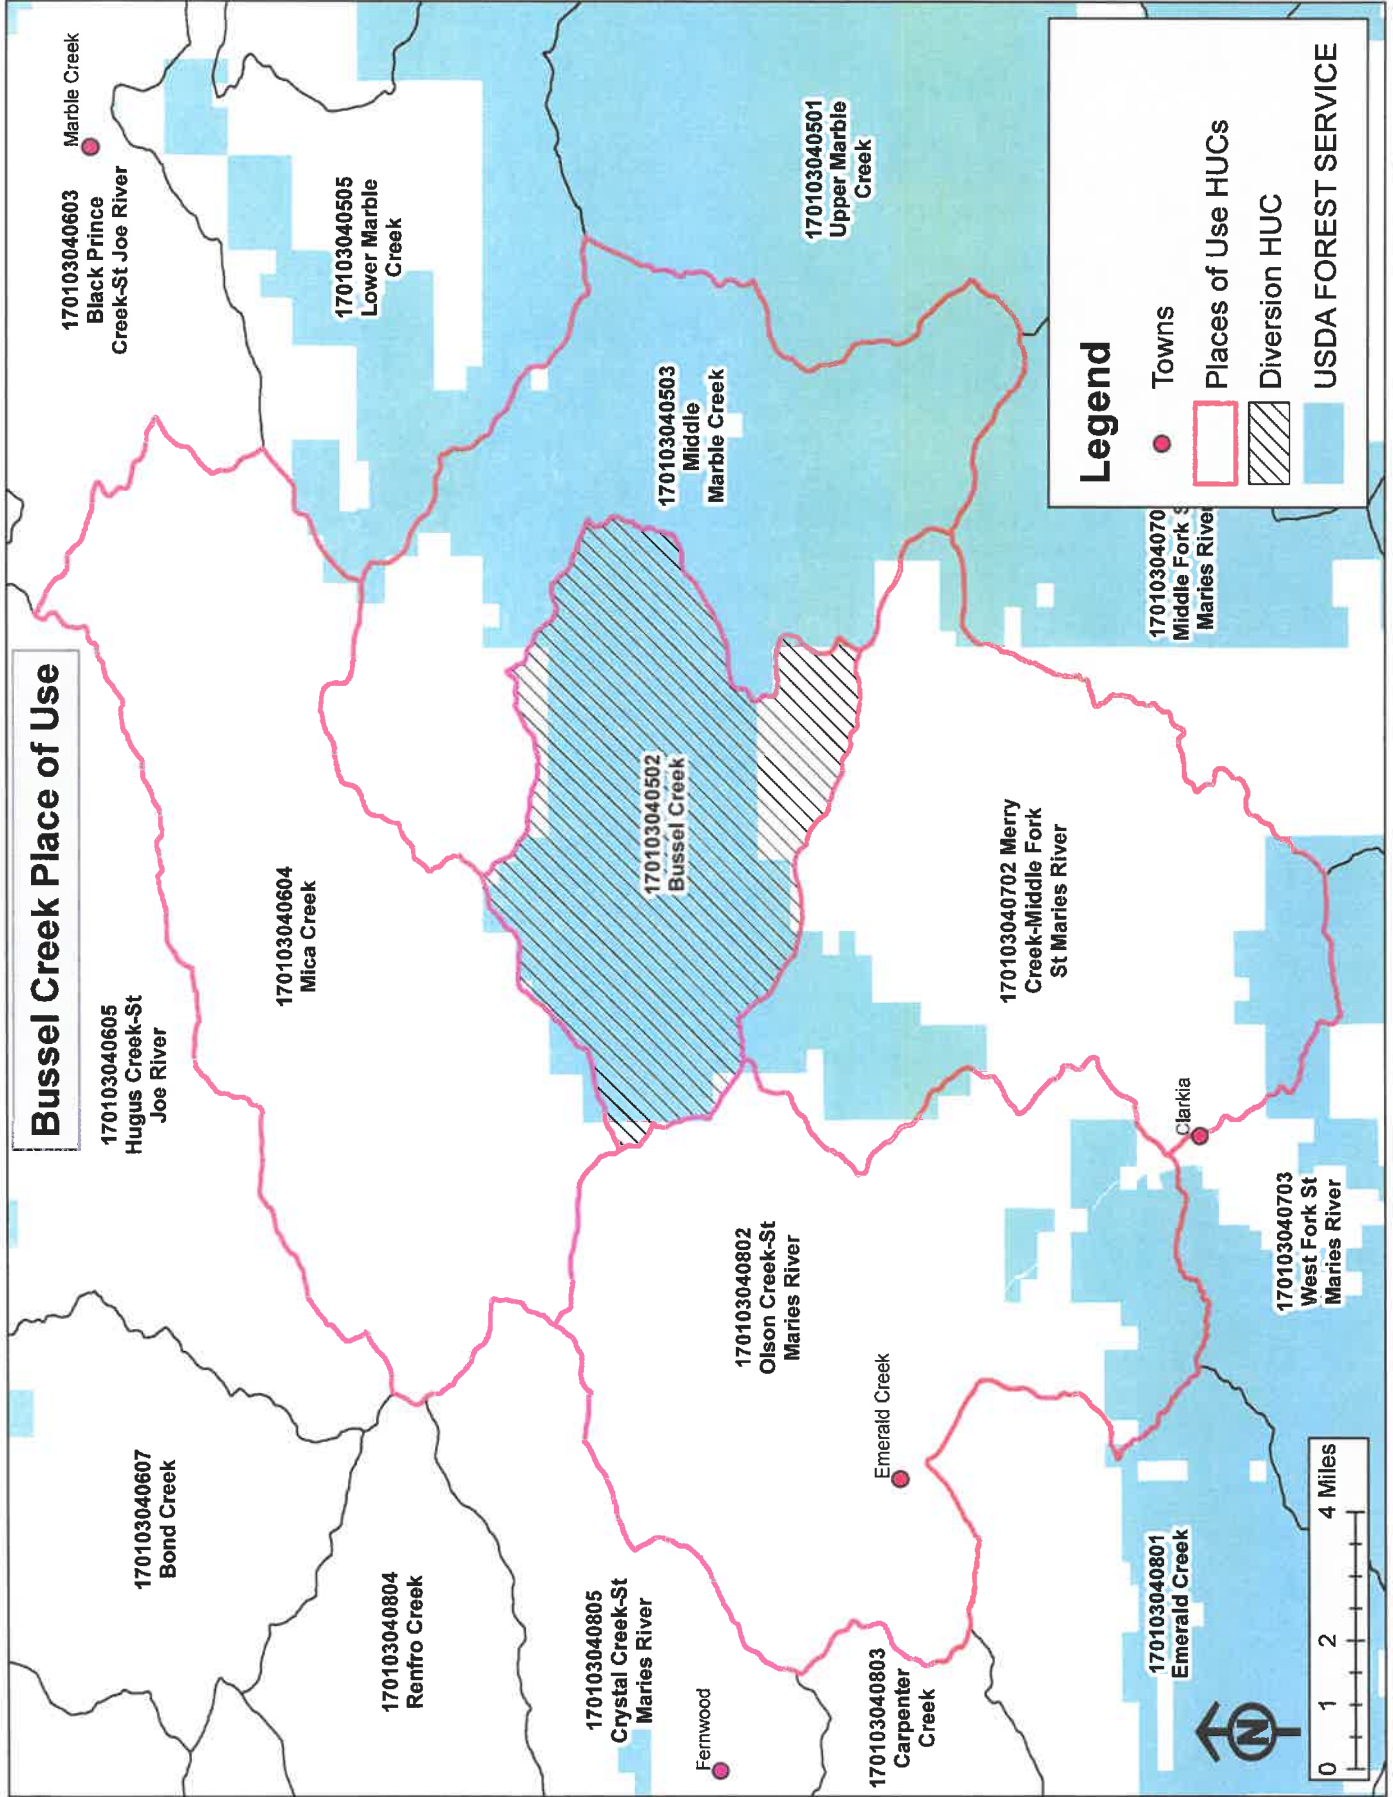 Bussel Creek Place of Use
Marble Creek
170103040603
Black Prince
Creek-St Joe River
170103040605
Hugus Creek-St
Joe River
170103040607
Bond Creek
170103040505
Lower Marble
Creek
170103040604
Mica Creek
170103040804
Renfro Creek
170103040503
Middle
Marble Creek
170103040502
Bussel Creek
170103040805
Crystal Creek-St
Maries River
Fernwood
170103040501
Upper Marble
Creek
170103040802
Olson Creek-St
Maries River
Emerald Creek
170103040803
Carpenter
Creek
170103040702 Merry
Creek-Middle Fork
St Maries River
Clarkia
17010304070
Middle Fork S
Maries River
170103040801
Emerald Creek
170103040703
West Fork St
Maries River
Legend
Towns
Places of Use HUCs
Diversion HUC
USDA FOREST SERVICE
N
0 1 2 4 Miles